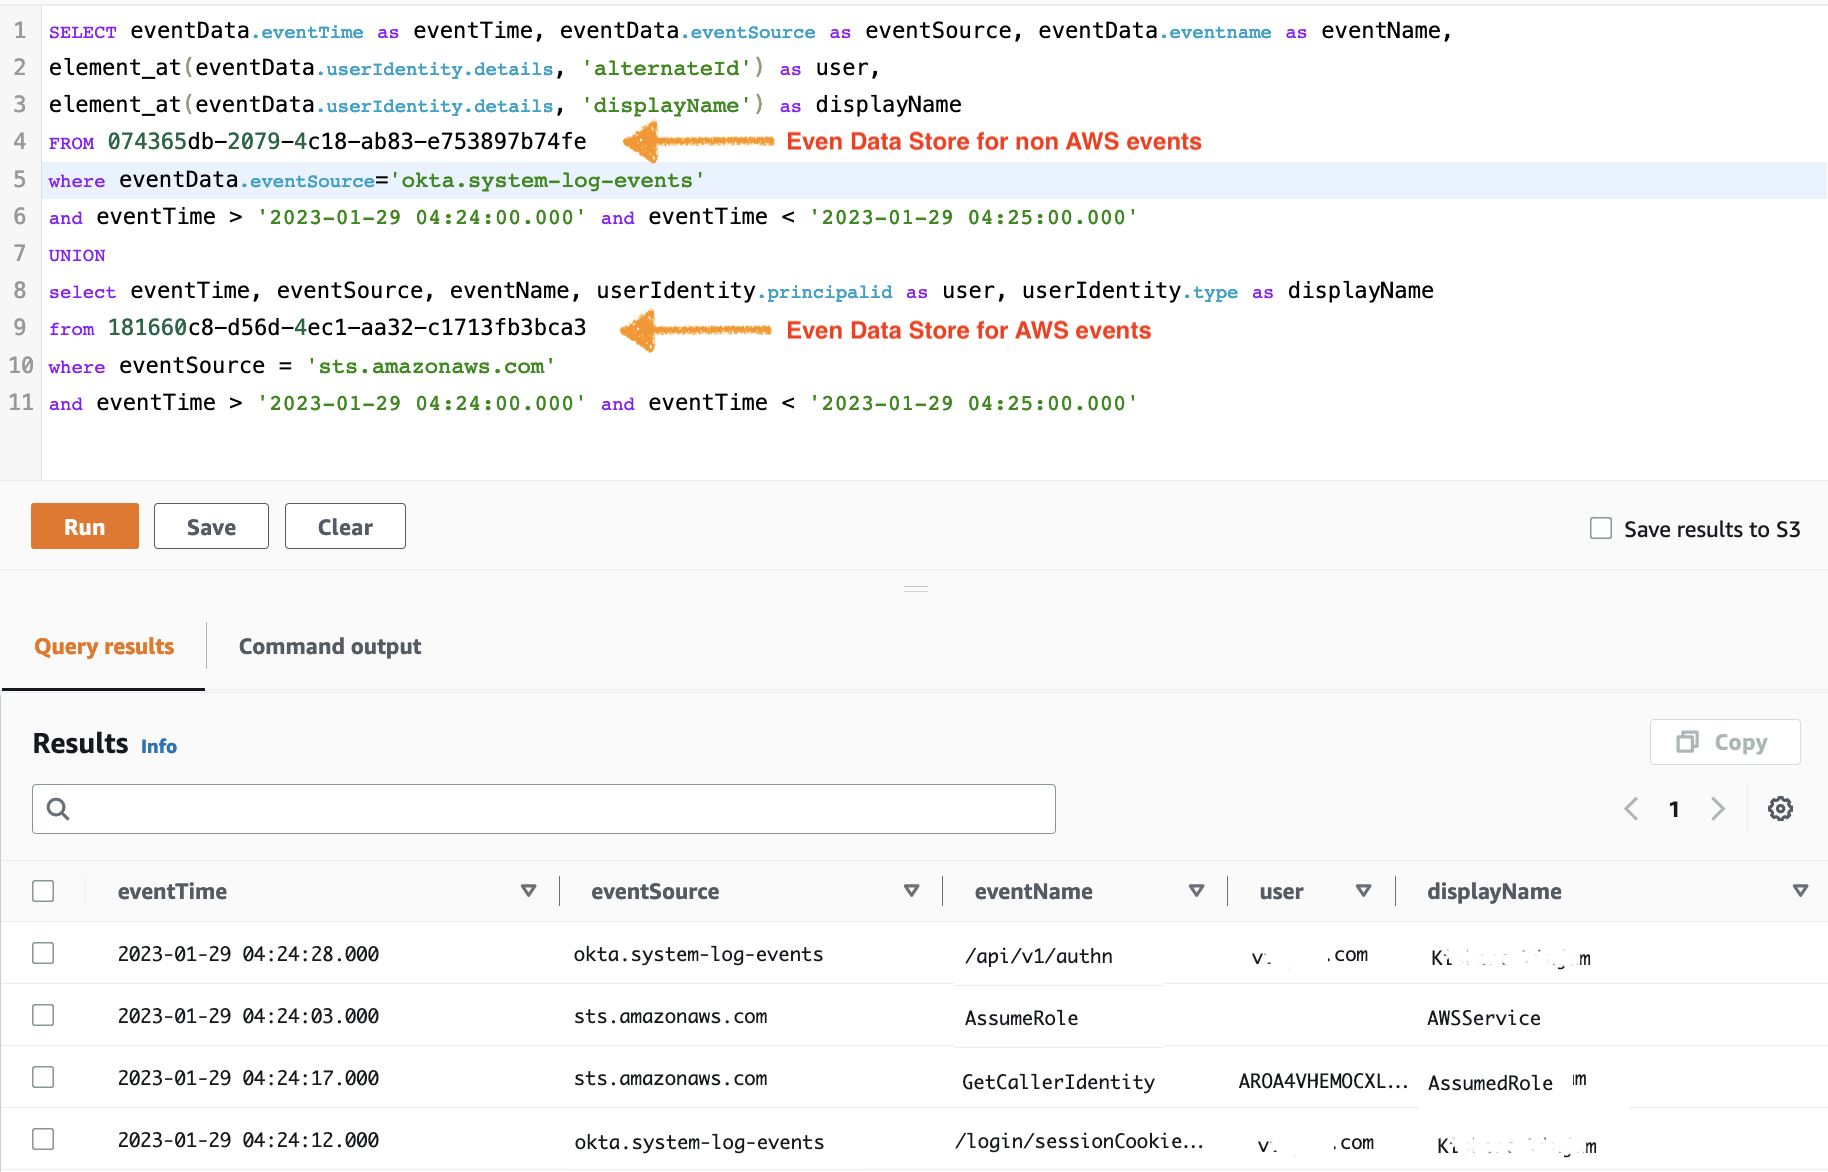 1 SELECT eventData.eventTime as eventTime, eventData.eventSource as eventSource, eventData.eventname as eventName,
2 element_at(eventData.userIdentity.details, 'alternateId') as user,
3 element_at(eventData.userIdentity.details, 'displayName') as displayName
4 FROM 074365db-2079-4c18-ab83-e753897b74fe Even Data Store for non AWS events
5 where eventData.eventSource='okta.system-log-events'
6 and eventTime > '2023-01-29 04:24:00.000' and eventTime < '2023-01-29 04:25:00.000'
7 UNION
8 select eventTime, eventSource, eventName, userIdentity.principalid as user, userIdentity.type as displayName
9 from 181660c8-d56d-4ec1-aa32-c1713fb3bca3 Even Data Store for AWS events
10 where eventSource = 'sts.amazonaws.com'
11 and eventTime > '2023-01-29 04:24:00.000' and eventTime < '2023-01-29 04:25:00.000'
Run Save Clear Save results to S3
Query results Command output
Results Info Copy
1
eventTime eventSource eventName user displayName
2023-01-29 04:24:28.000 okta.system-log-events /api/v1/authn .com
2023-01-29 04:24:03.000 sts.amazonaws.com AssumeRole AWSService
2023-01-29 04:24:17.000 sts.amazonaws.com GetCallerIdentity AROA4VHEMOCXL... AssumedRole
2023-01-29 04:24:12.000 okta.system-log-events /login/sessionCookie... .com